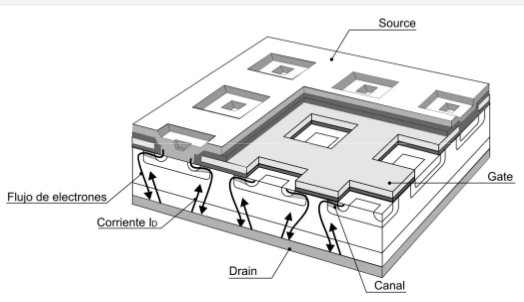 Source
Gate
Flujo de electrones
Corriente ID
Drain
Canal